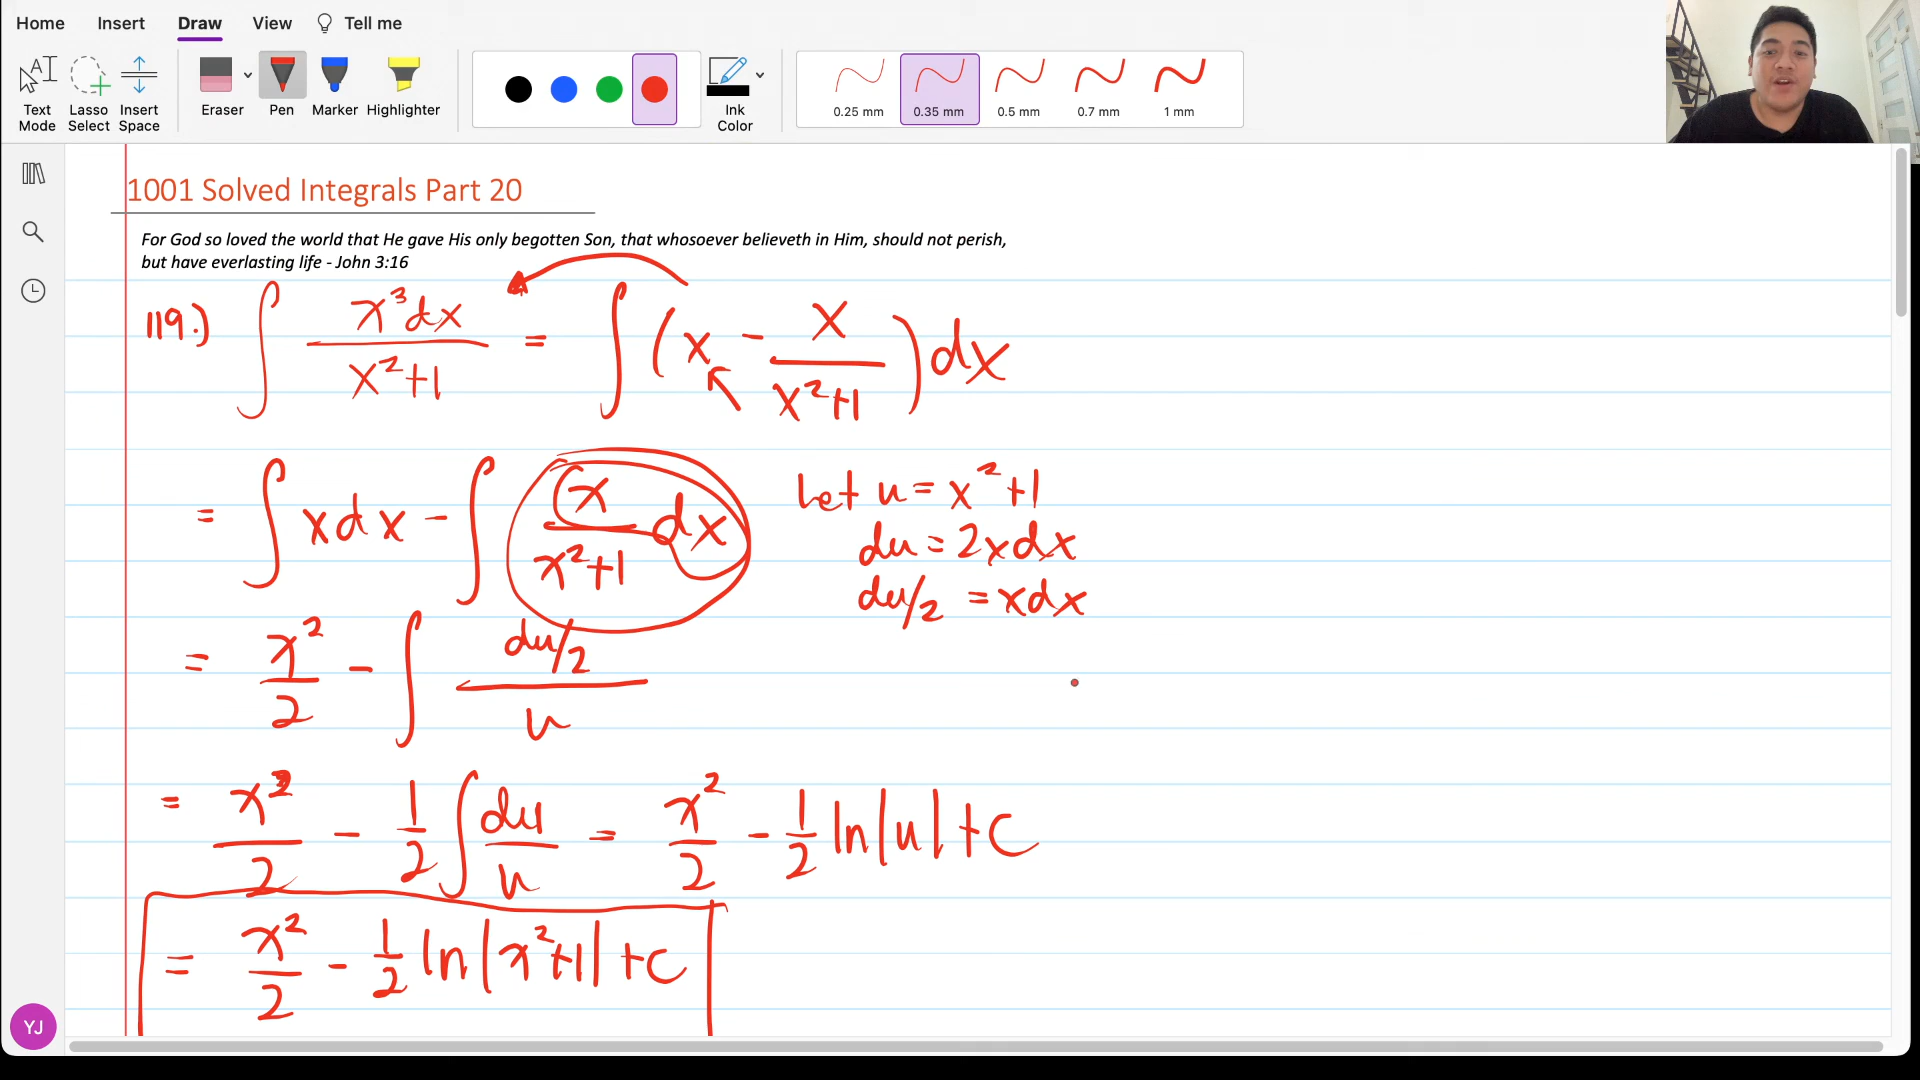 Home Insert Draw View Tell me
Text Mode Lasso Select Insert Space Eraser Pen Marker Highlighter Ink Color 0.25 mm 0.35 mm 0.5 mm 0.7 mm 1 mm
1001 Solved Integrals Part 20
For God so loved the world that He gave His only begotten Son, that whosoever believeth in Him, should not perish,
but have everlasting life - John 3:16
119.) ∫ x³dx / x²+1 = ∫ (x - x / x²+1) dx
= ∫ xdx - ∫ x / x²+1 dx
Let u = x²+1
du = 2xdx
du/2 = xdx
= x²/2 - ∫ du/2 / u
= x²/2 - 1/2 ∫ du/u = x²/2 - 1/2 ln|u| + C
= x²/2 - 1/2 ln|x²+1| + C
YJ